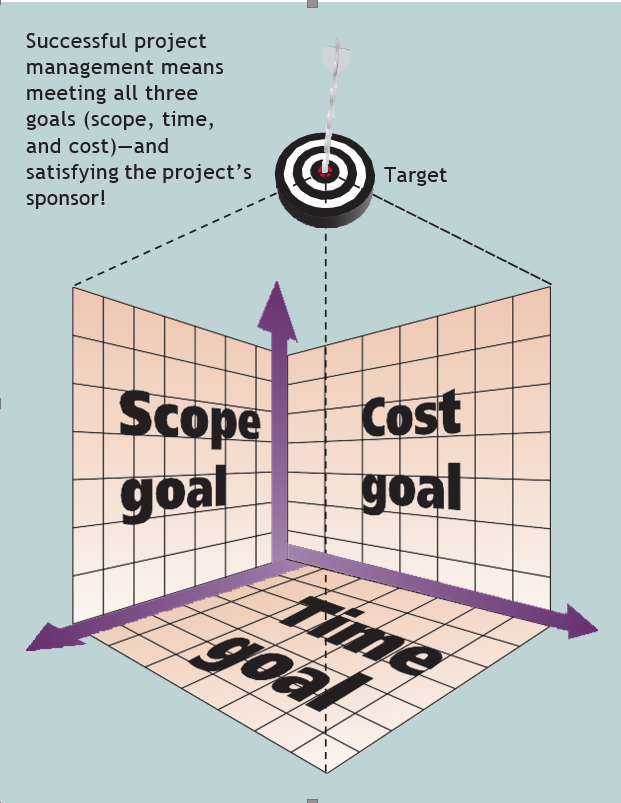 Successful project
management means
meeting all three
goals (scope, time,
and cost)—and
satisfying the project's
sponsor!
Target
Scope
goal
Cost
goal
Time
goal